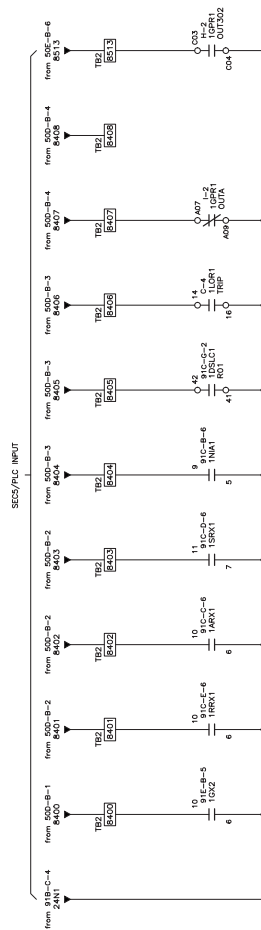 SEC5/PLC INPUT
from 91B-C-4
24N1
from 50D-B-1
8400
TB2 8400
10 91E-B-5
1GX2
6
from 50D-B-2
8401
TB2 8401
10 91C-E-6
1RRX1
6
from 50D-B-2
8402
TB2 8402
10 91C-C-6
1ARX1
6
from 50D-B-2
8403
TB2 8403
11 91C-D-6
1SRX1
7
from 50D-B-3
8404
TB2 8404
9 91C-B-6
1NIA1
5
from 50D-B-3
8405
TB2 8405
42 91C-G-2
1DSLC1
RO1
41
from 50D-B-3
8406
TB2 8406
14 C-4
1LOR1
TRIP
16
from 50D-B-4
8407
TB2 8407
A07 I-2
1GPR1
OUTA
A09
from 50D-B-4
8408
TB2 8408
from 50E-B-6
8513
TB2 8513
C03 H-2
1GPR1
OUT302
C04